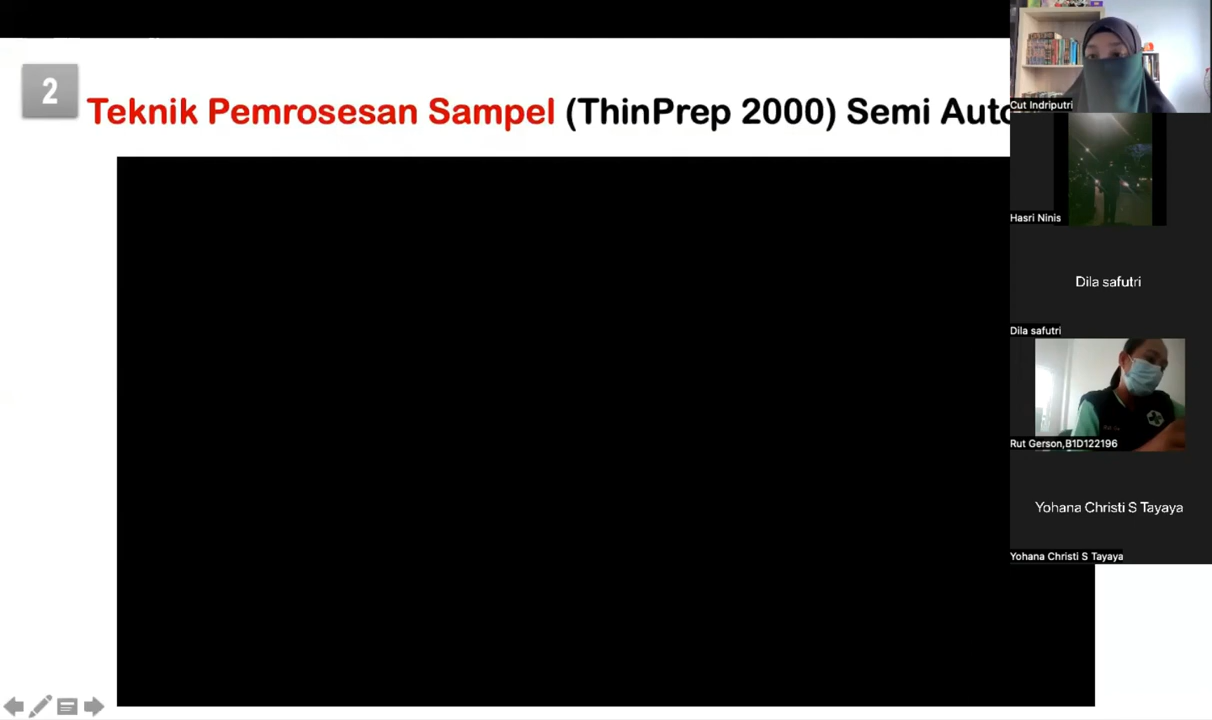 2
Teknik Pemrosesan Sampel (ThinPrep 2000) Semi Auto
Cut Indriputri
Hasri Ninis
Dila safutri
Dila safutri
Rut Gerson,B1D122196
Yohana Christi S Tayaya
Yohana Christi S Tayaya